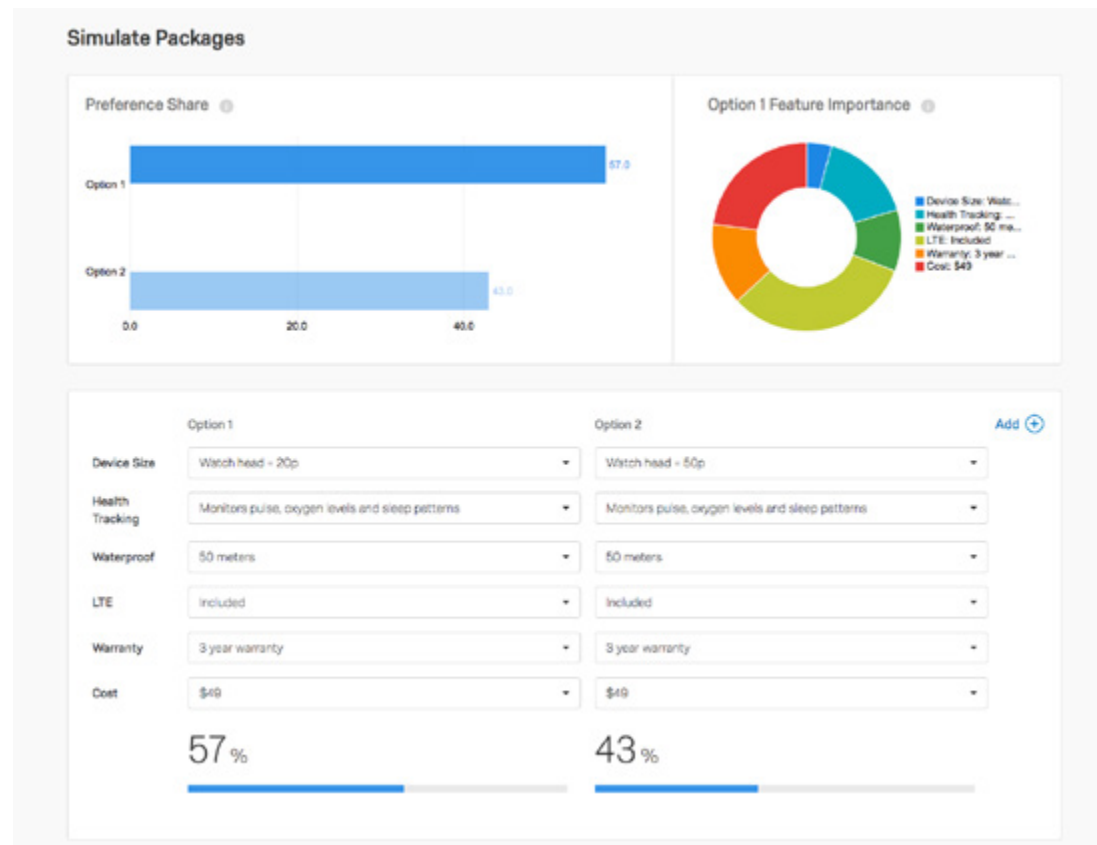 Simulate Packages
Preference Share
Option 1
57.0
Option 2
43.0
0.0 20.0 40.0
Option 1 Feature Importance
Device Size: Watc...
Health Tracking: ...
Waterproof: 50 me...
LTE: Included
Warranty: 3 year ...
Cost: $49
Option 1 Option 2 Add
Device Size Watch head = 20p Watch head = 50p
Health
Tracking Monitors pulse, oxygen levels and sleep patterns Monitors pulse, oxygen levels and sleep patterns
Waterproof 50 meters 50 meters
LTE Included Included
Warranty 3 year warranty 3 year warranty
Cost $49 $49
57 % 43 %